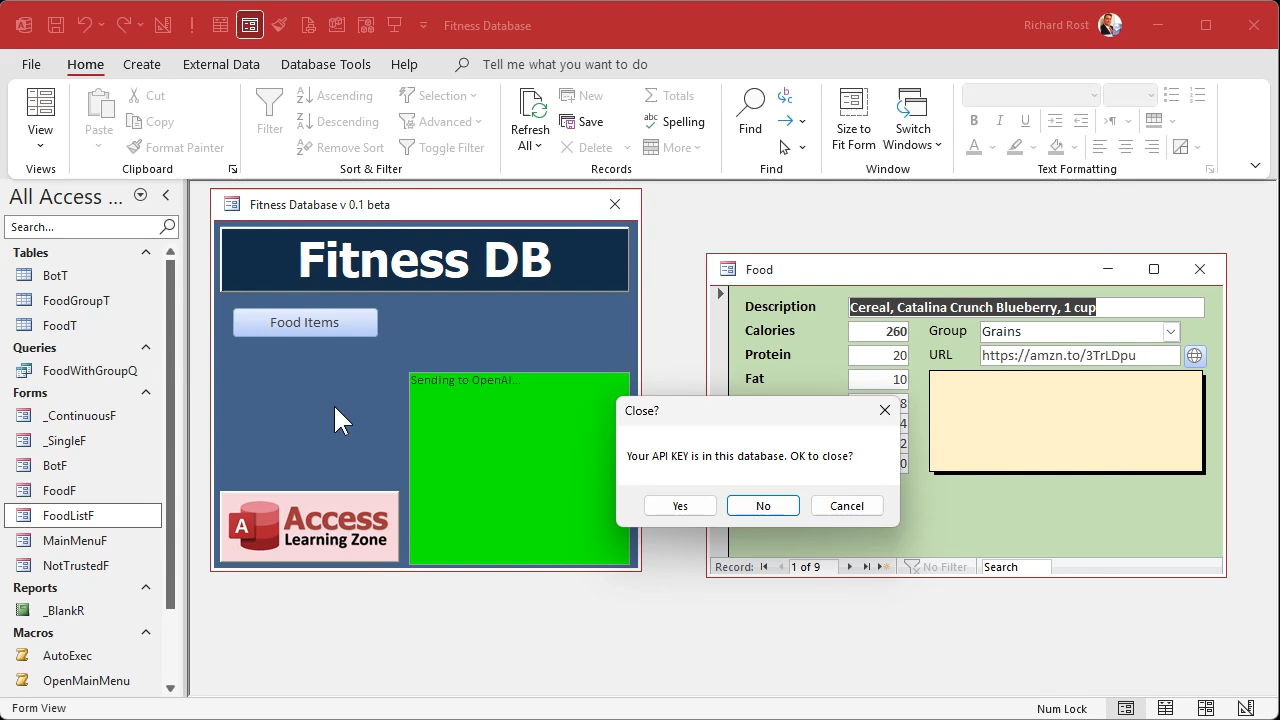 Fitness Database
Richard Rost
File
Home
Create
External Data
Database Tools
Help
Tell me what you want to do
View
Views
Paste
Cut
Copy
Format Painter
Clipboard
Filter
Ascending
Descending
Remove Sort
Selection
Advanced
Toggle Filter
Sort & Filter
Refresh
All
New
Save
Delete
Totals
Spelling
More
Records
Find
Find
Size to
Fit Form
Switch
Windows
Window
Text Formatting
All Access ...
Search...
Tables
BotT
FoodGroupT
FoodT
Queries
FoodWithGroupQ
Forms
_ContinuousF
_SingleF
BotF
FoodF
FoodListF
MainMenuF
NotTrustedF
Reports
_BlankR
Macros
AutoExec
OpenMainMenu
Fitness Database v 0.1 beta
Fitness DB
Food Items
Sending to OpenAI...
Access
Learning Zone
Food
Description Cereal, Catalina Crunch Blueberry, 1 cup
Calories 260 Group Grains
Protein 20 URL https://amzn.to/3TrLDpu
Fat 10
8
4
2
0
Record: 1 of 9 No Filter Search
Close?
Your API KEY is in this database. OK to close?
Yes No Cancel
Form View
Num Lock